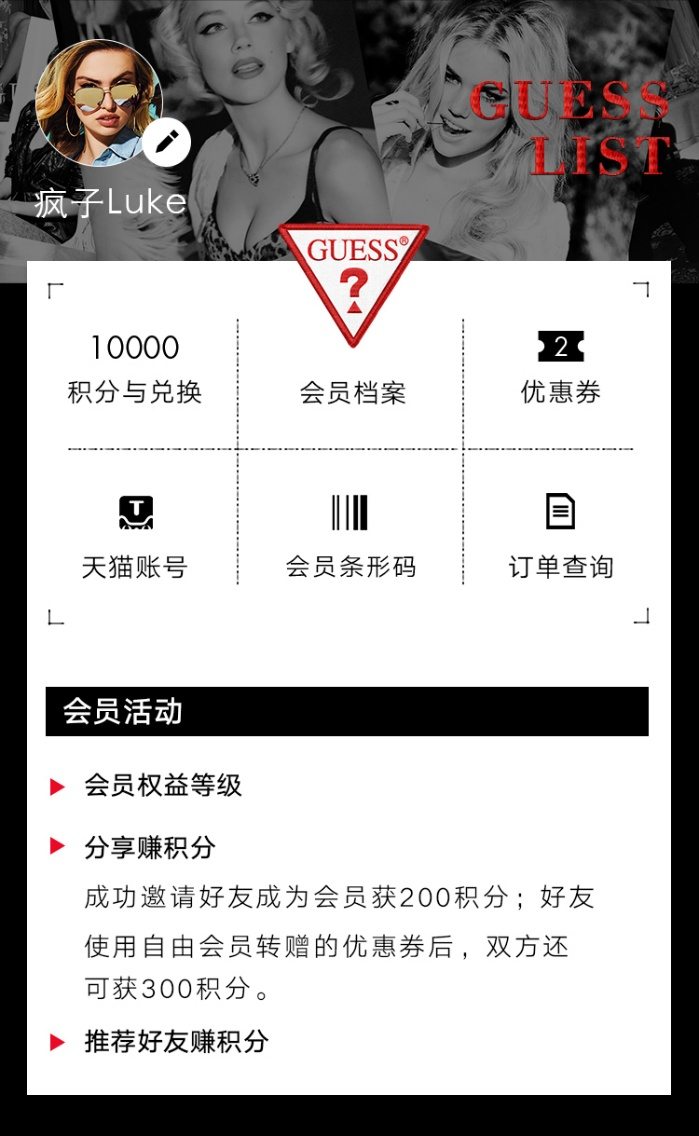 GUESS
LIST
疯子Luke
GUESS®
?
10000
2
积分与兑换
会员档案
优惠券
T
天猫账号
会员条形码
订单查询
会员活动
会员权益等级
分享赚积分
成功邀请好友成为会员获200积分；好友
使用自由会员转赠的优惠券后，双方还
可获300积分。
推荐好友赚积分